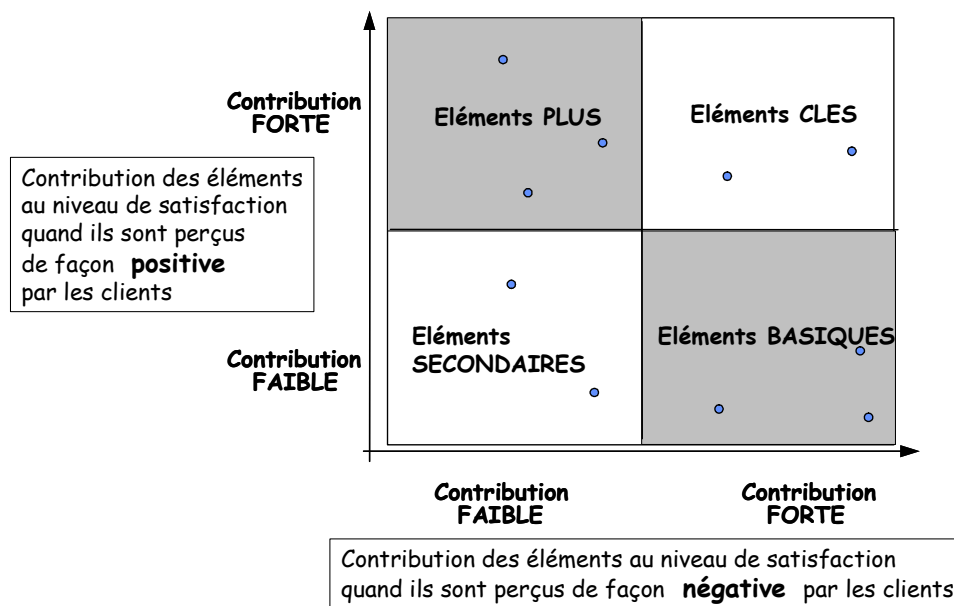 Contribution
FORTE
Eléments PLUS
Eléments CLES
Contribution des éléments
au niveau de satisfaction
quand ils sont perçus
de façon positive
par les clients
Contribution
FAIBLE
Eléments
SECONDAIRES
Eléments BASIQUES
Contribution
FAIBLE
Contribution
FORTE
Contribution des éléments au niveau de satisfaction
quand ils sont perçus de façon négative par les clients